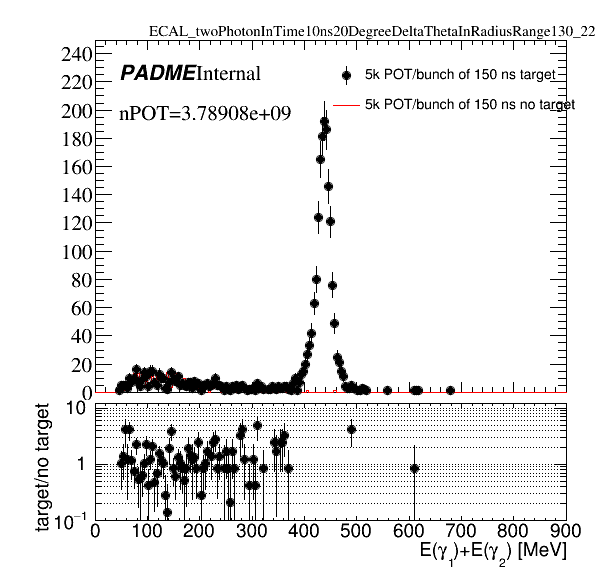 ECAL_twoPhotonInTime10ns20DegreeDeltaThetaInRadiusRange130_22
240
220
200
180
160
140
120
100
80
60
40
20
0
PADME Internal
nPOT=3.78908e+09
5k POT/bunch of 150 ns target
5k POT/bunch of 150 ns no target
target/no target
10
1
10⁻¹
0 100 200 300 400 500 600 700 800 900
E(γ₁)+E(γ₂) [MeV]